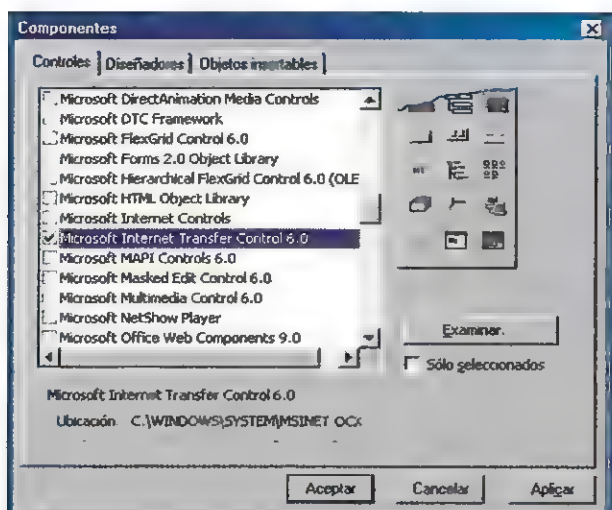 Componentes
Controles
Diseñadores
Objetos insertables
Microsoft DirectAnimation Media Controls
Microsoft DTC Framework
Microsoft FlexGrid Control 6.0
Microsoft Forms 2.0 Object Library
Microsoft Hierarchical FlexGrid Control 6.0 (OLE
Microsoft HTML Object Library
Microsoft Internet Controls
Microsoft Internet Transfer Control 6.0
Microsoft MAPI Controls 6.0
Microsoft Masked Edit Control 6.0
Microsoft Multimedia Control 6.0
Microsoft NetShow Player
Microsoft Office Web Components 9.0
Examinar.
Sólo seleccionados
Microsoft Internet Transfer Control 6.0
Ubicación C:\WINDOWS\SYSTEM\MSINET OCX
Aceptar
Cancelar
Aplicar